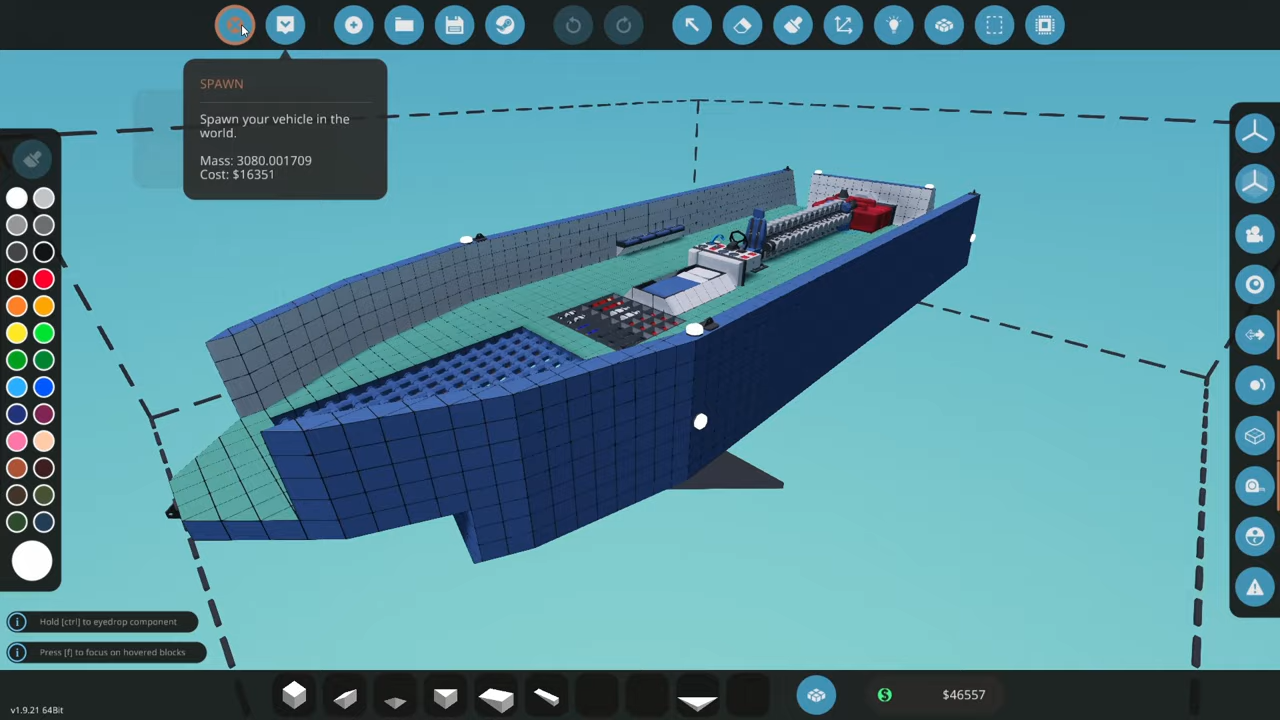 SPAWN
Spawn your vehicle in the
world.
Mass: 3080.001709
Cost: $16351
Hold [ctrl] to eyedrop component
Press [f] to focus on hovered blocks
v1.9.21 64Bit
$ $46557